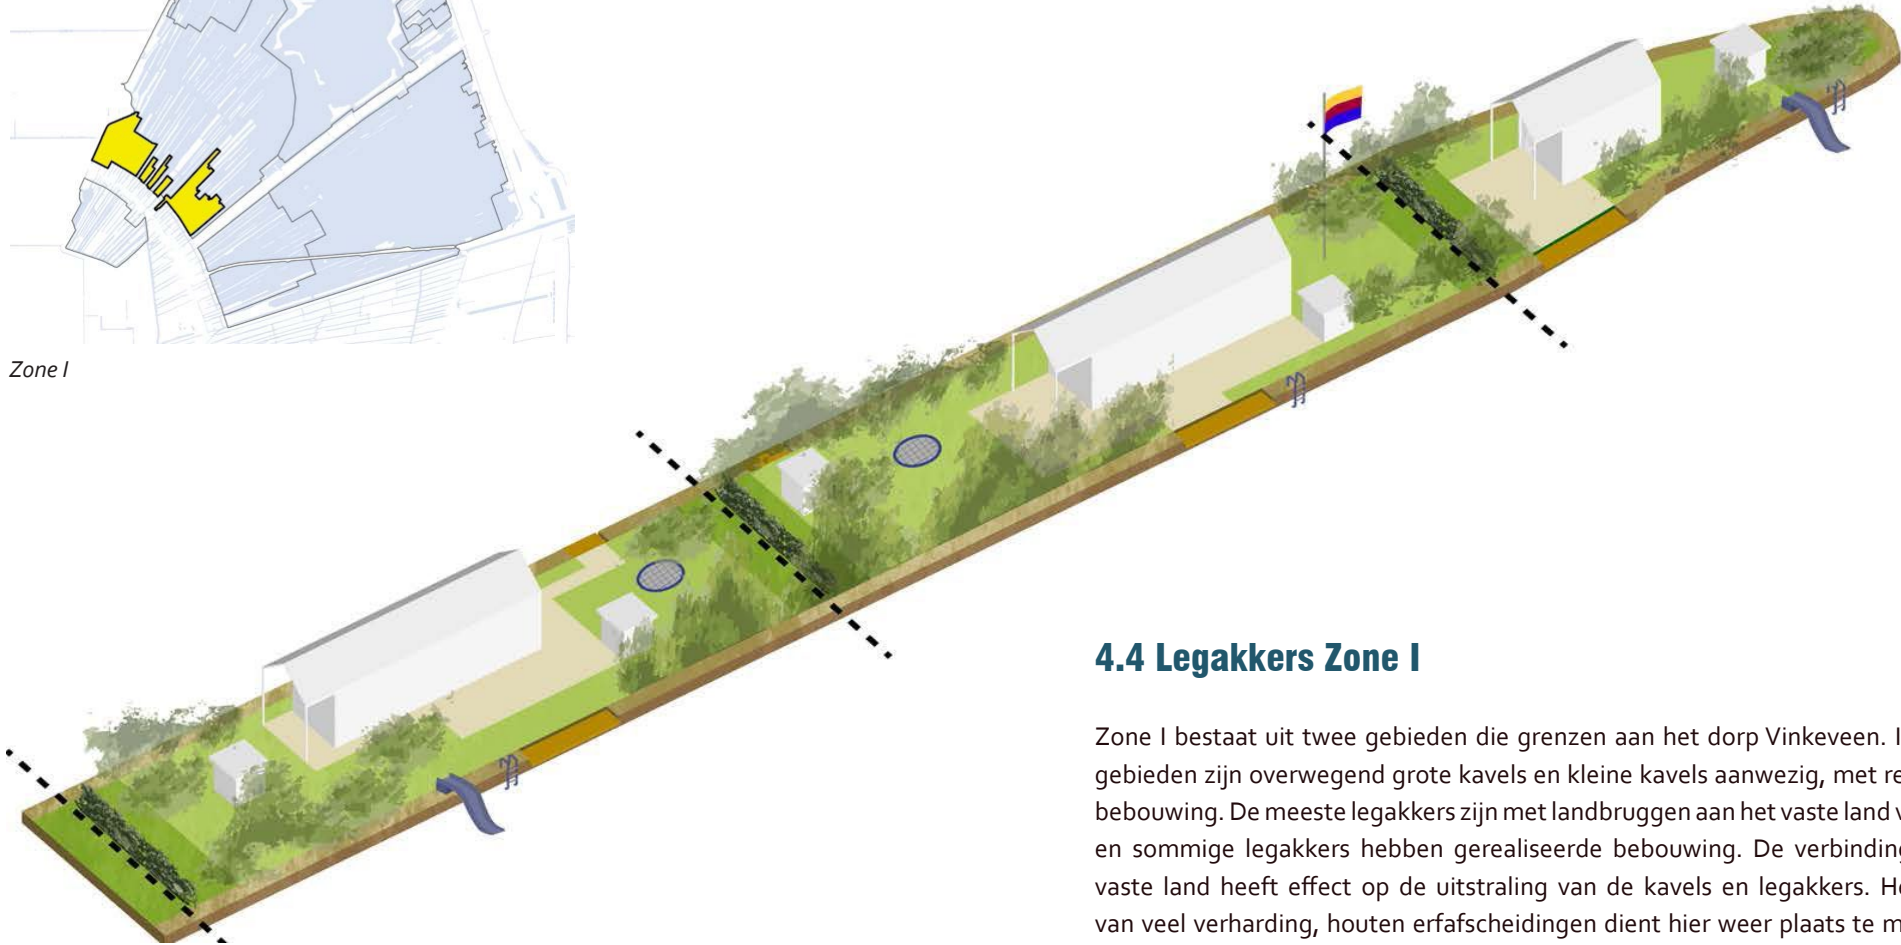 Zone I
4.4 Legakkers Zone I
Zone I bestaat uit twee gebieden die grenzen aan het dorp Vinkeveen.
gebieden zijn overwegend grote kavels en kleine kavels aanwezig, met
bebouwing. De meeste legakkers zijn met landbruggen aan het vaste land
en sommige legakkers hebben gerealiseerde bebouwing. De
vaste land heeft effect op de uitstraling van de kavels en legakkers.
van veel verharding, houten erfafscheidingen dient hier weer plaats te